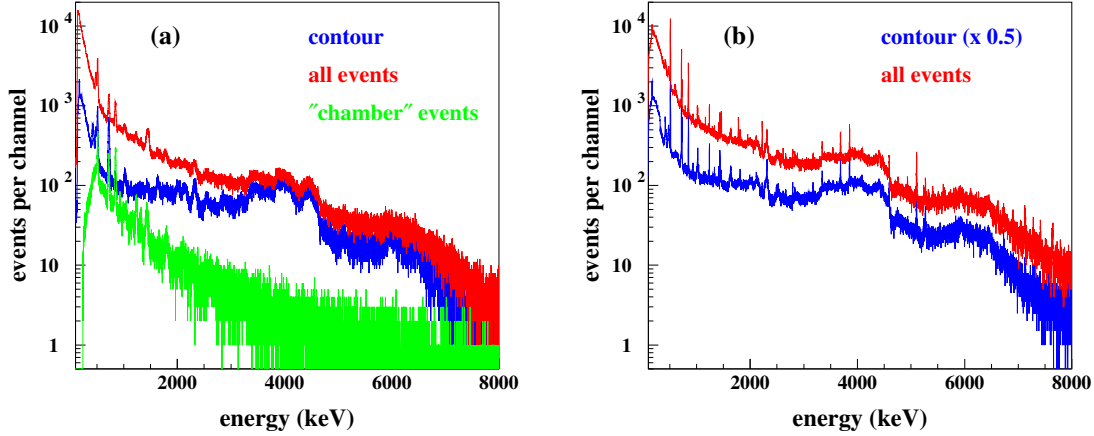 (a)
contour
all events
"chamber" events
events per channel
10^4
10^3
10^2
10
1
2000
4000
6000
8000
energy (keV)
(b)
contour (x 0.5)
all events
events per channel
10^4
10^3
10^2
10
1
2000
4000
6000
8000
energy (keV)